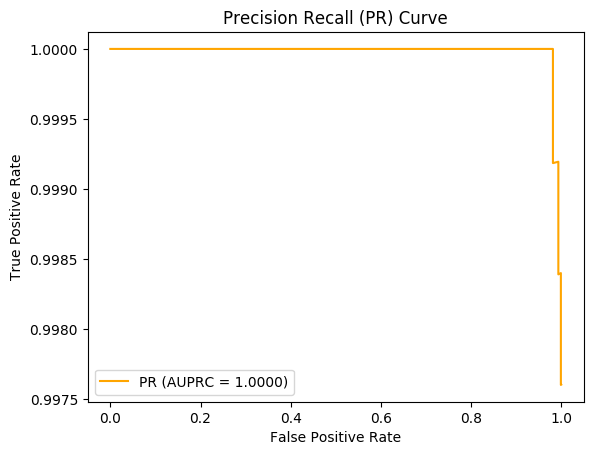 Precision Recall (PR) Curve
1.0000
0.9995
0.9990
0.9985
0.9980
0.9975
True Positive Rate
PR (AUPRC = 1.0000)
0.0 0.2 0.4 0.6 0.8 1.0
False Positive Rate